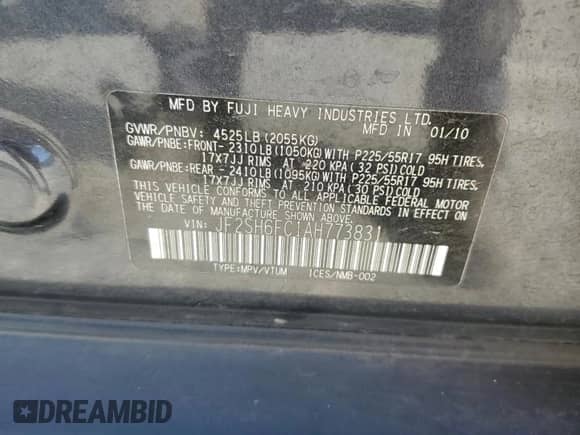 MFD BY FUJI HEAVY INDUSTRIES LTD.
GVWR/PNBV: 4525LB(2055KG) MFD IN 01/10
GAWR/PNBE:FRONT- 2310LB(1050KG)WITH P225/55R17 95H TIRES,
17X7JJ RIMS AT 220 KPA(32 PSI)COLD
GAWR/PNBE:REAR - 2410LB(1095KG)WITH P225/55R17 95H TIRES,
17X7JJ RIMS AT 210 KPA(30 PSI)COLD
THIS VEHICLE CONFORMS TO ALL APPLICABLE FEDERAL MOTOR
VEHICLE SAFETY AND THEFT PREVENTION STANDARDS IN EFFECT
ON THE DATE OF MANUFACTURE SHOWN ABOVE.
VIN: JF2SH6FC1AH773831
TYPE:MPV/VTUM ICES/NMB-002
DREAMBID